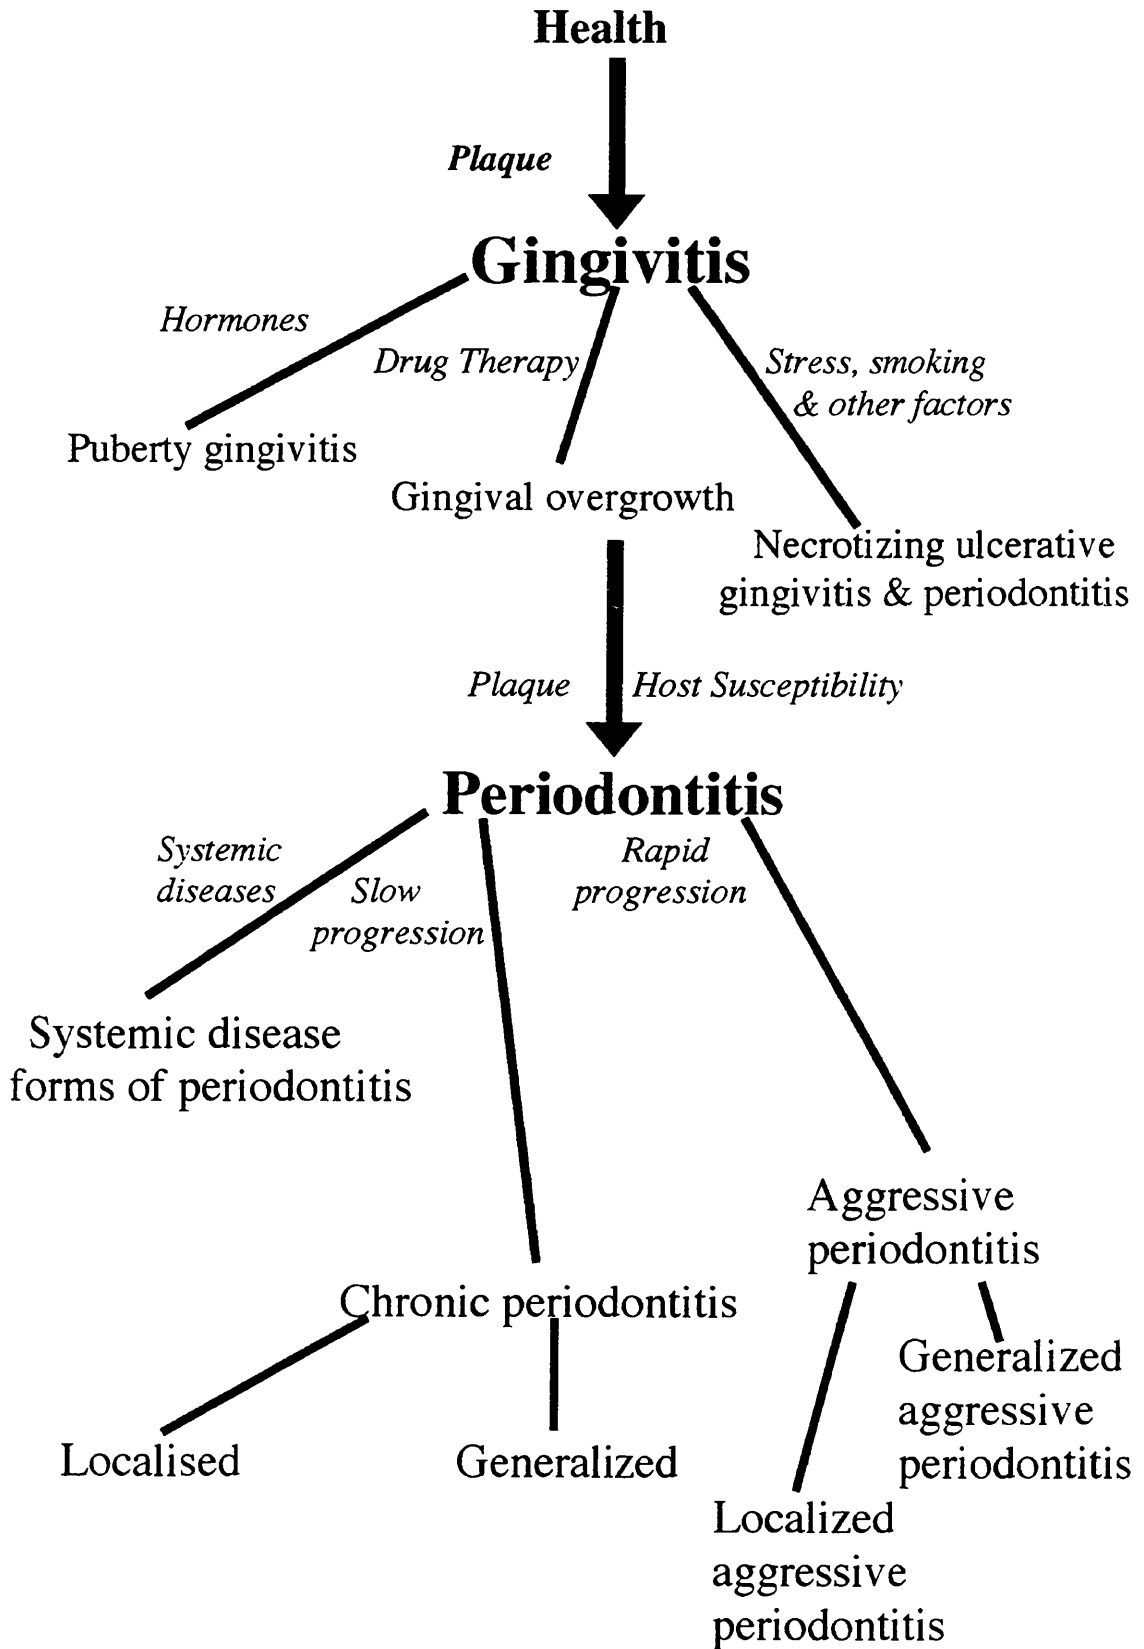 Health
Plaque
Gingivitis
Hormones
Drug Therapy
Stress, smoking
& other factors
Puberty gingivitis
Gingival overgrowth
Necrotizing ulcerative
gingivitis & periodontitis
Plaque
Host Susceptibility
Periodontitis
Systemic
diseases
Slow
progression
Rapid
progression
Systemic disease
forms of periodontitis
Aggressive
periodontitis
Chronic periodontitis
Localised
Generalized
Generalized
aggressive
periodontitis
Localized
aggressive
periodontitis